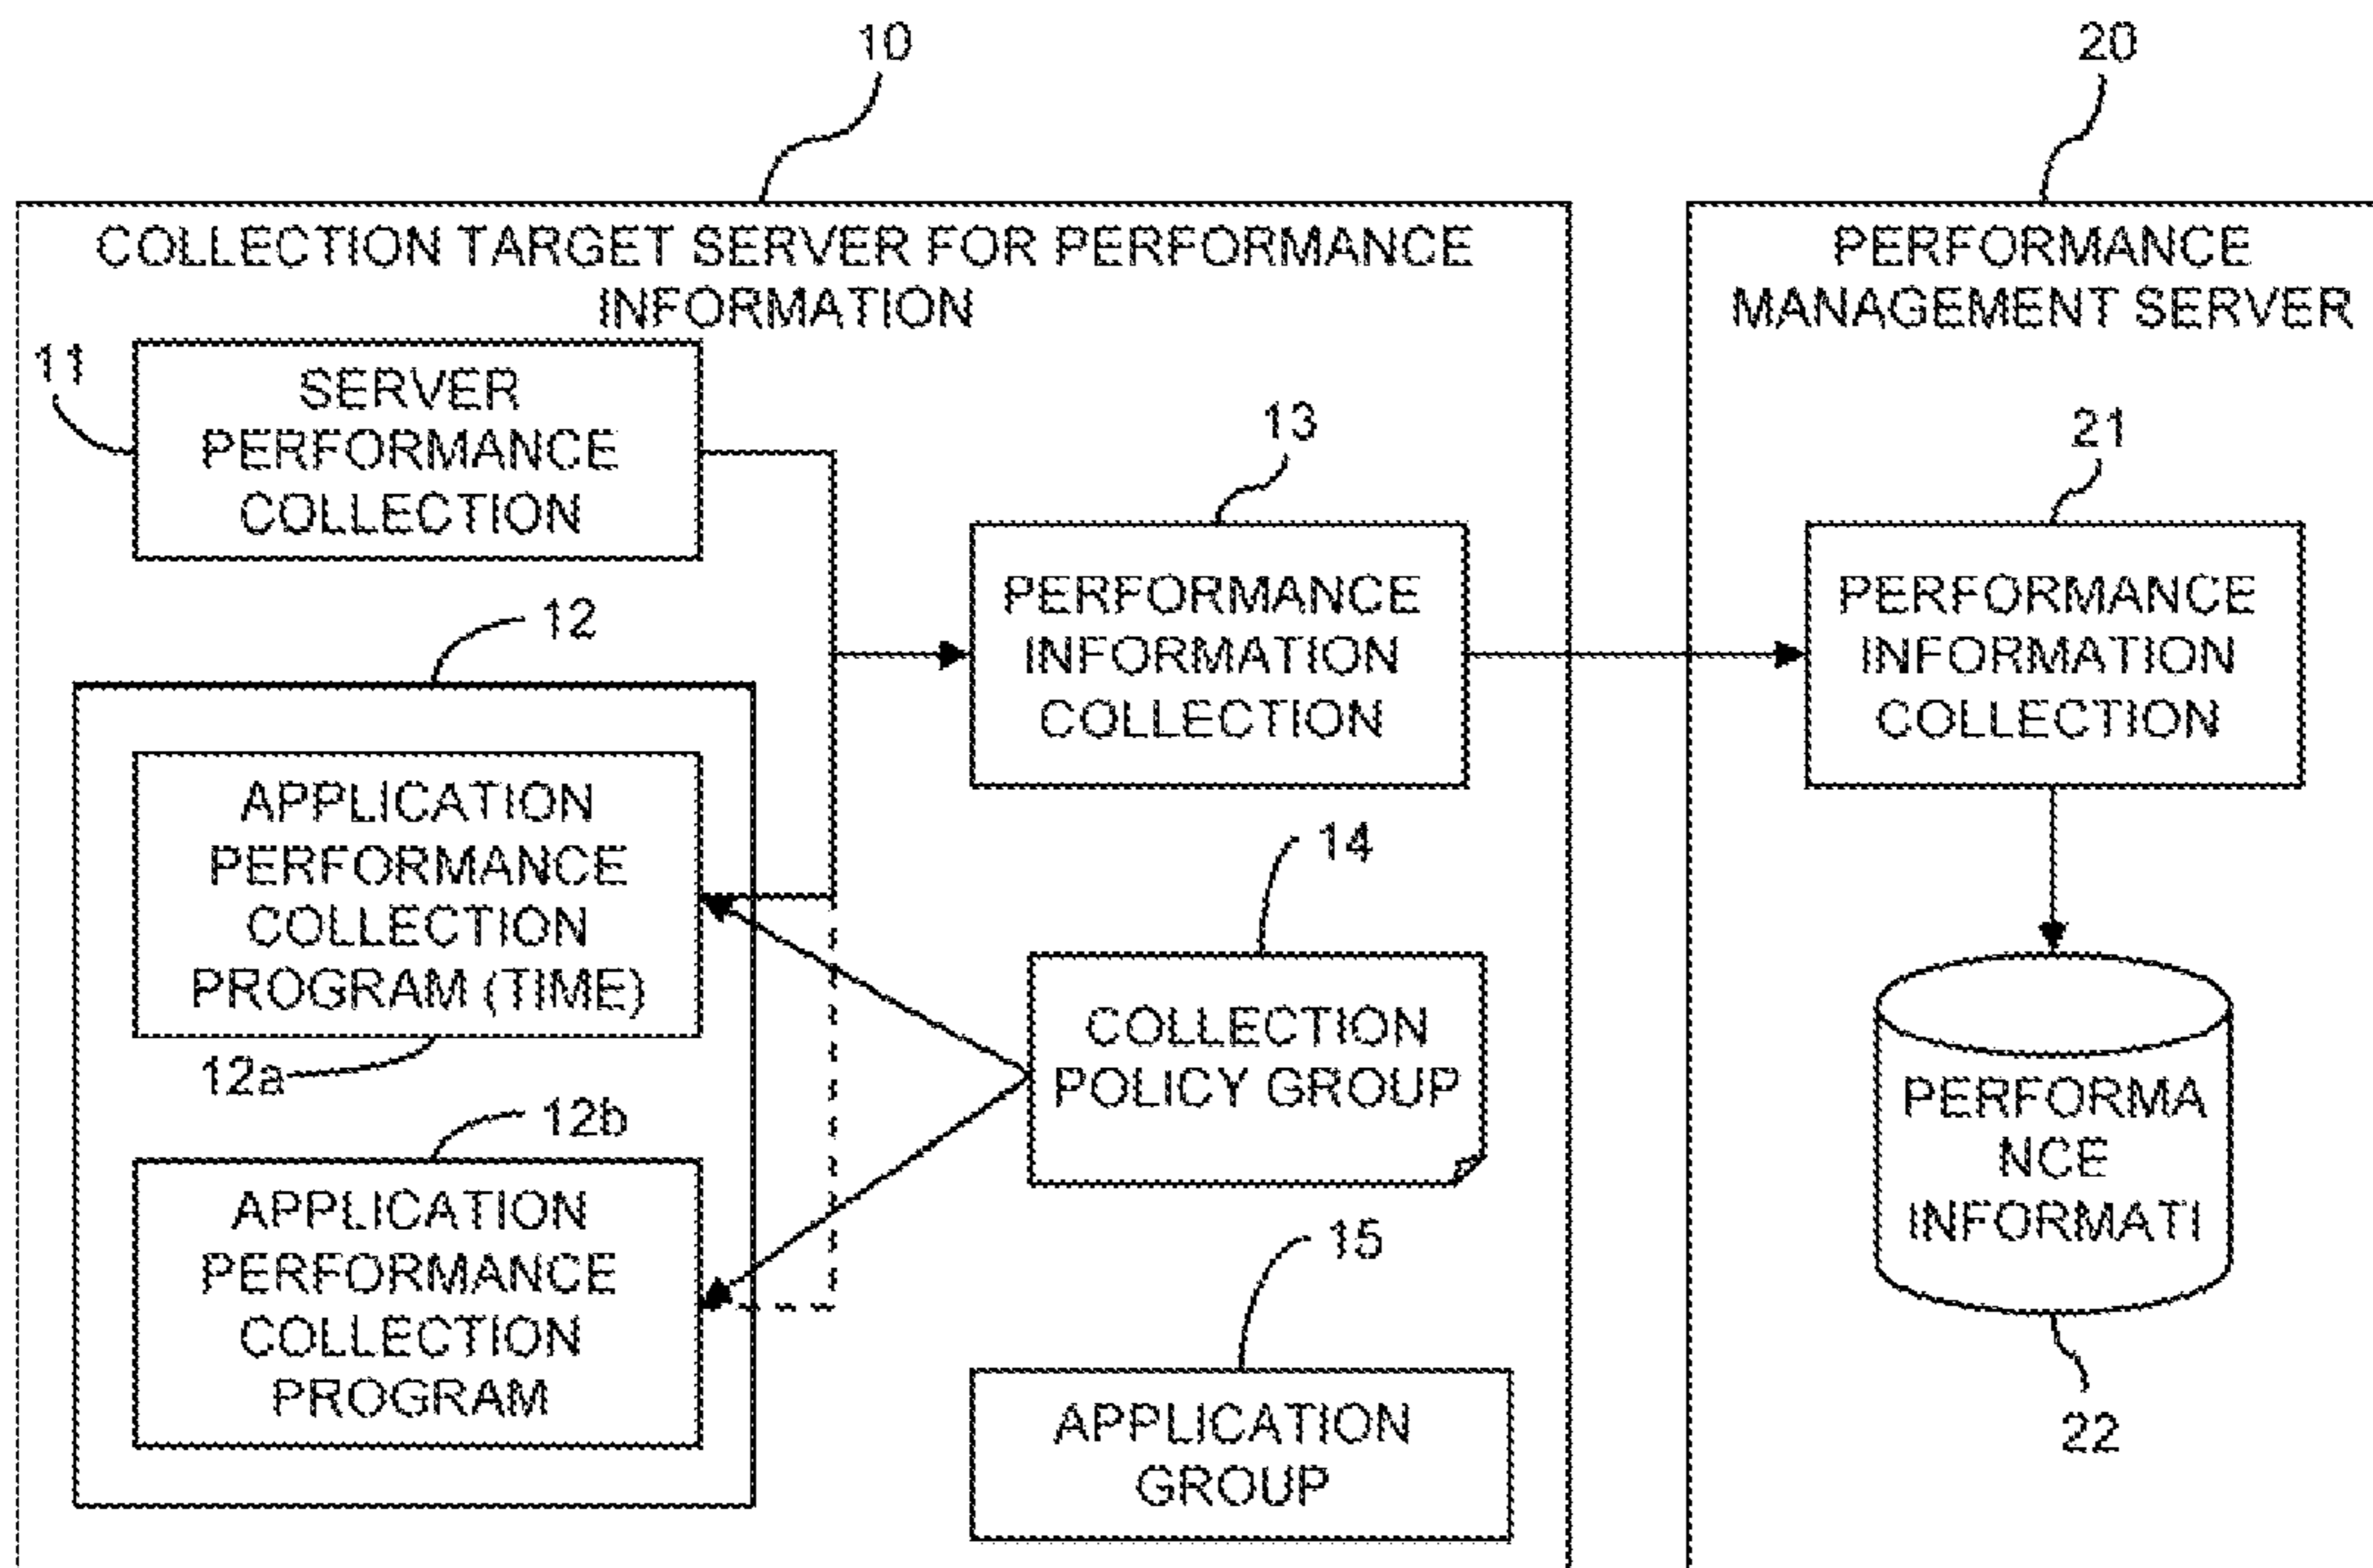 10
20
COLLECTION TARGET SERVER FOR PERFORMANCE
INFORMATION
PERFORMANCE
MANAGEMENT SERVER
11
SERVER
PERFORMANCE
COLLECTION
13
PERFORMANCE
INFORMATION
COLLECTION
21
PERFORMANCE
INFORMATION
COLLECTION
12
APPLICATION
PERFORMANCE
COLLECTION
PROGRAM (TIME)
12a
14
COLLECTION
POLICY GROUP
12b
APPLICATION
PERFORMANCE
COLLECTION
PROGRAM
15
APPLICATION
GROUP
PERFORMA
NCE
INFORMATI
22